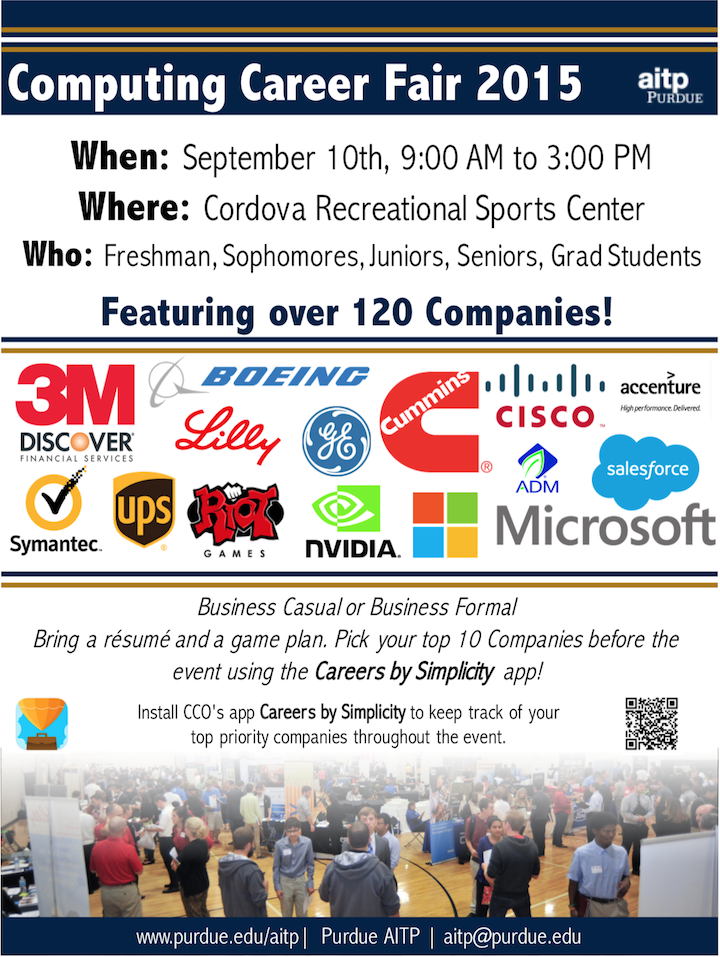 Computing Career Fair 2015
aitp
PURDUE
When: September 10th, 9:00 AM to 3:00 PM
Where: Cordova Recreational Sports Center
Who: Freshman, Sophomores, Juniors, Seniors, Grad Students
Featuring over 120 Companies!
3M
BOEING
Cummins
®
CISCO™
accenture
High performance. Delivered.
DISCOVER®
FINANCIAL SERVICES
Lilly
GE
ADM
salesforce
Symantec™
ups
®
RIOT
GAMES
NVIDIA®
Microsoft
Business Casual or Business Formal
Bring a résumé and a game plan. Pick your top 10 Companies before the
event using the Careers by Simplicity app!
Install CCO's app Careers by Simplicity to keep track of your
top priority companies throughout the event.
www.purdue.edu/aitp | Purdue AITP | aitp@purdue.edu